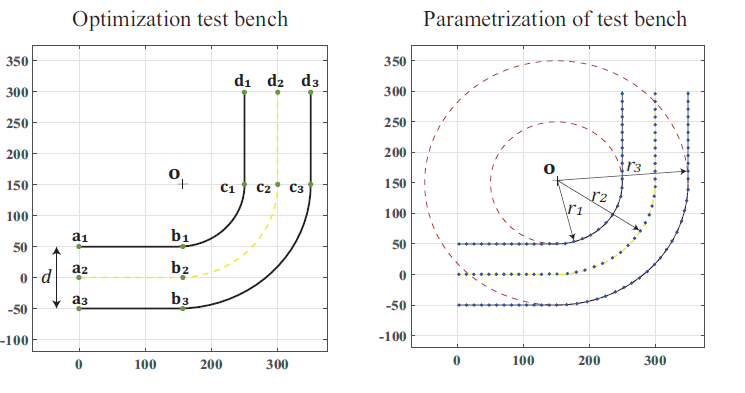 Optimization test bench
350
300
250
200
150
100
50
0
-50
-100
0
100
200
300
d1 d2 d3
o
c1 c2 c3
a1 b1
a2 b2
a3 b3
d
Parametrization of test bench
350
300
250
200
150
100
50
0
-50
-100
0
100
200
300
o
r3
r2
r1